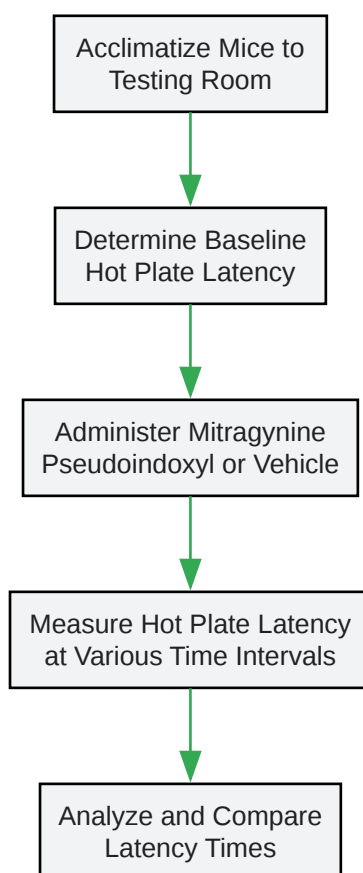 Acclimatize Mice to
Testing Room
Determine Baseline
Hot Plate Latency
Administer Mitragynine
Pseudoindoxyl or Vehicle
Measure Hot Plate Latency
at Various Time Intervals
Analyze and Compare
Latency Times